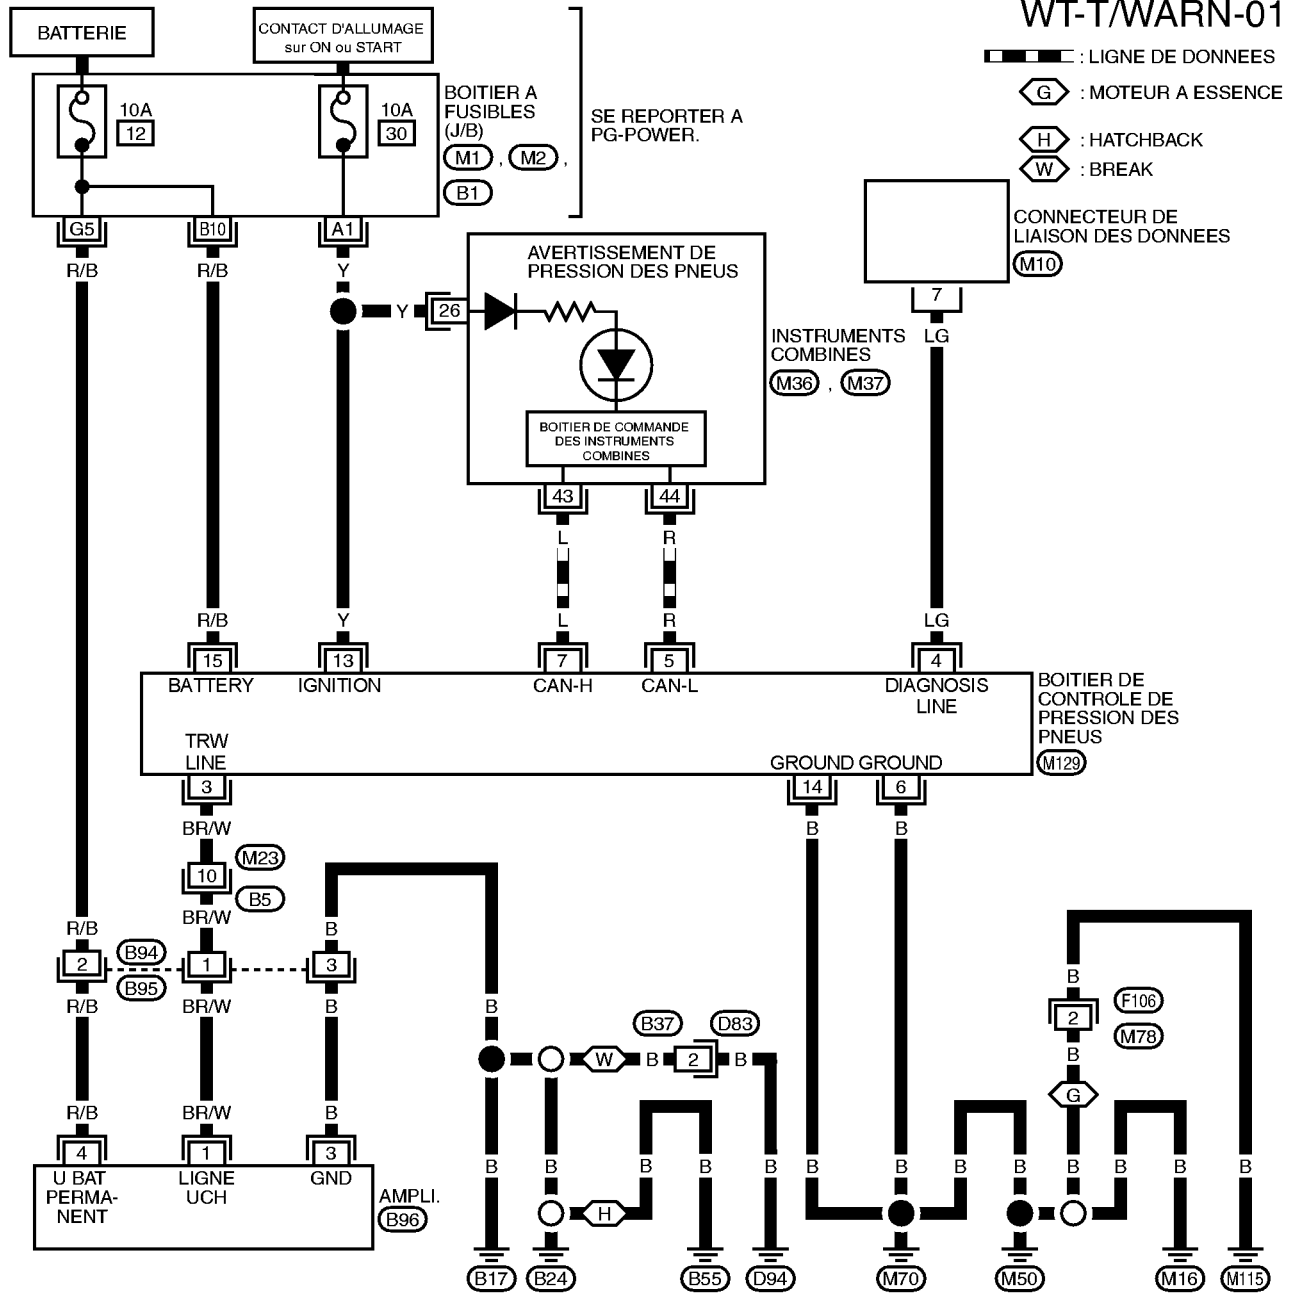 WT-T/WARN-01
BATTERIE
CONTACT D'ALLUMAGE
sur ON ou START
: LIGNE DE DONNEES
G : MOTEUR A ESSENCE
H : HATCHBACK
W : BREAK
10A
12
10A
30
BOITIER A
FUSIBLES
(J/B)
M1 , M2 ,
B1
SE REPORTER A
PG-POWER.
G5 B10 A1
R/B R/B Y
AVERTISSEMENT DE
PRESSION DES PNEUS
Y 26
BOITIER DE COMMANDE
DES INSTRUMENTS
COMBINES
INSTRUMENTS
COMBINES
M36 , M37
CONNECTEUR DE
LIAISON DES DONNEES
M10
7
LG
43 44
L R
R/B Y L R LG
15 13 7 5 4
BATTERY IGNITION CAN-H CAN-L DIAGNOSIS
LINE
BOITIER DE
CONTROLE DE
PRESSION DES
PNEUS
M129
TRW
LINE
GROUND GROUND
3 14 6
BR/W B B
M23
10
B5
BR/W
R/B B
2 B94 1 3
B95
R/B BR/W B B
B
2 F106
M78
B
G
B37 D83
W B 2 B
R/B BR/W B
4 1 3
U BAT
PERMA-
NENT
LIGNE
UCH
GND
AMPLI.
B96
B B B B B B B B B B B B
H
B17 B24 B55 D94 M70 M50 M16 M115